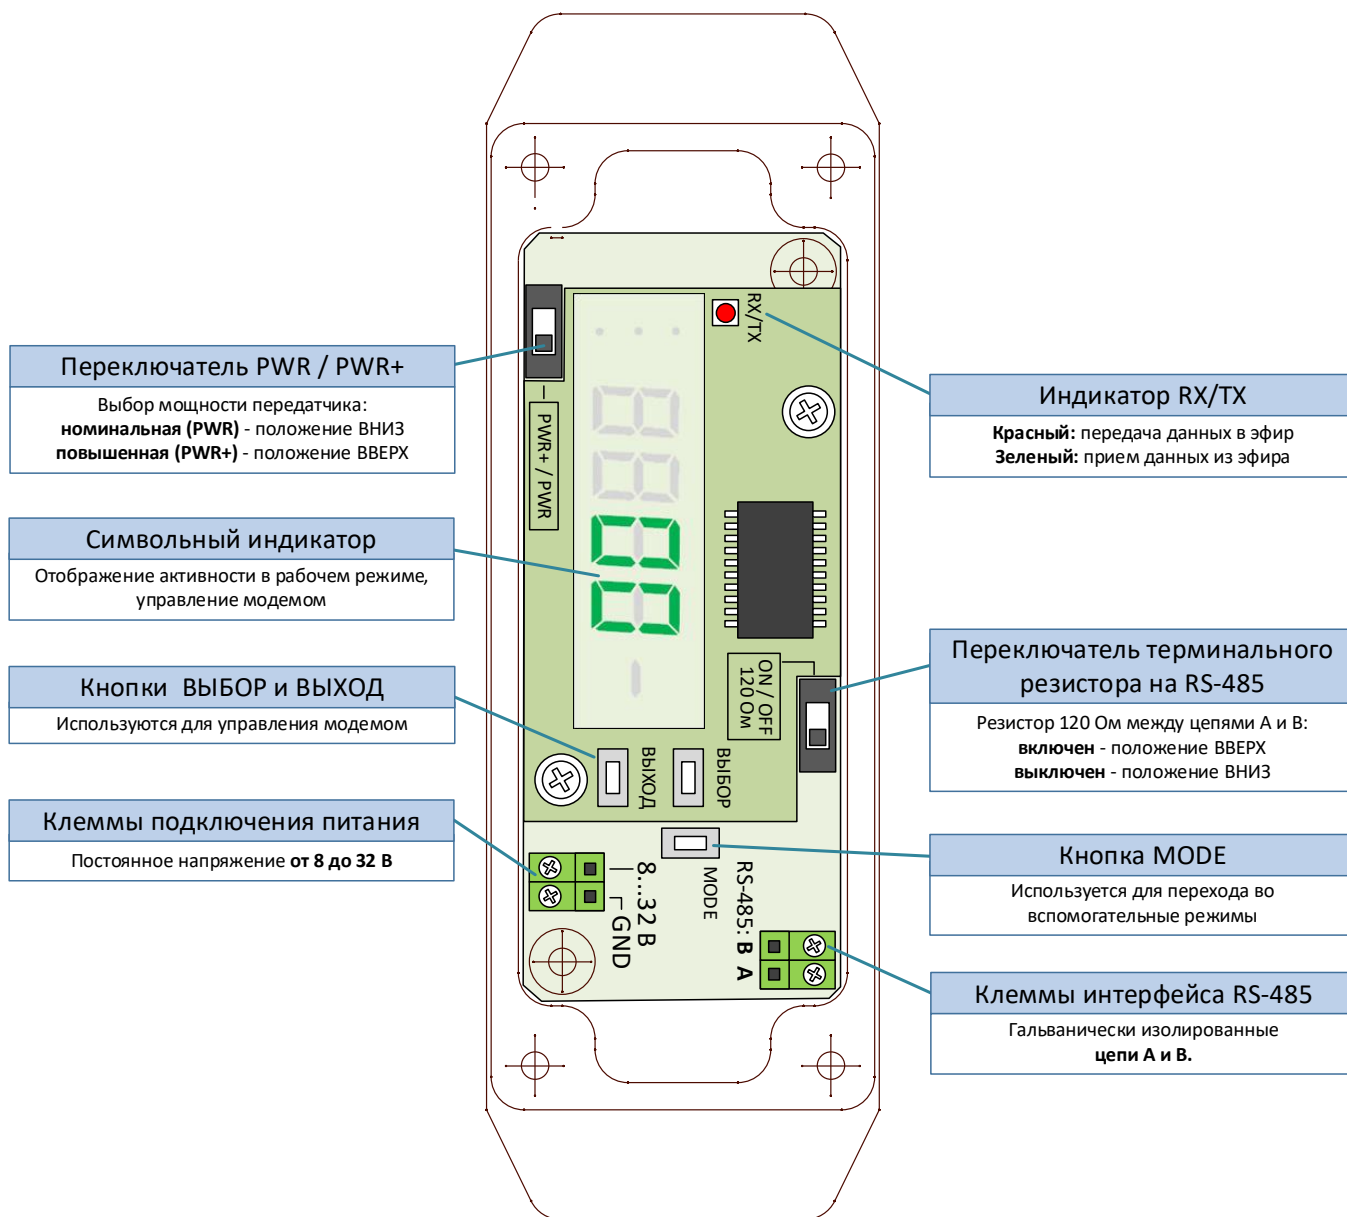 Переключатель PWR / PWR+
Выбор мощности передатчика:
номинальная (PWR) - положение ВНИЗ
повышенная (PWR+) - положение ВВЕРХ
Символьный индикатор
Отображение активности в рабочем режиме,
управление модемом
Кнопки ВЫБОР и ВЫХОД
Используются для управления модемом
Клеммы подключения питания
Постоянное напряжение от 8 до 32 В
RX/TX
PWR+ / PWR
ON / OFF
120 Ом
ВЫХОД
ВЫБОР
MODE
8...32 В
GND
RS-485: B A
Индикатор RX/TX
Красный: передача данных в эфир
Зеленый: прием данных из эфира
Переключатель терминального
резистора на RS-485
Резистор 120 Ом между цепями А и В:
включен - положение ВВЕРХ
выключен - положение ВНИЗ
Кнопка MODE
Используется для перехода во
вспомогательные режимы
Клеммы интерфейса RS-485
Гальванически изолированные
цепи А и В.